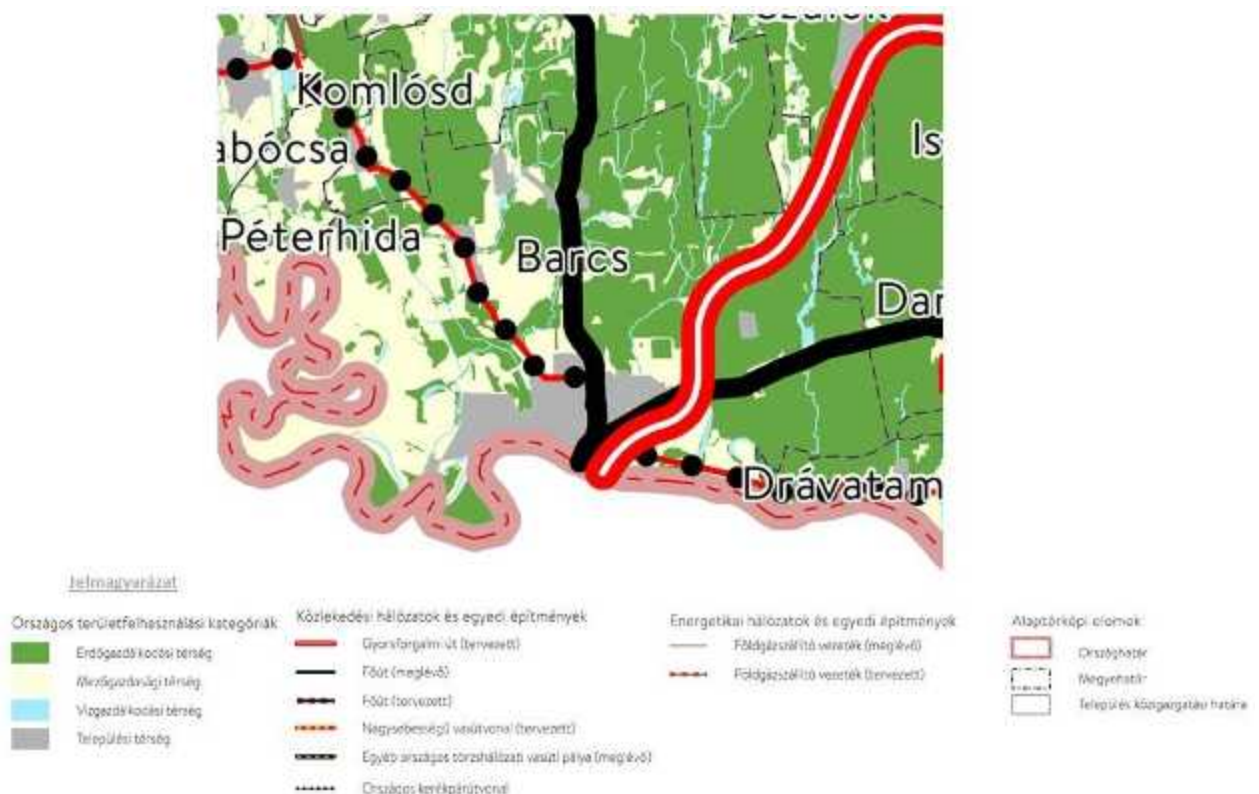 Komlósd
abócsa
Is
Péterhida
Barcs
Dar
Drávatam
Jelmagyarázat
Országos területfelhasználási kategóriák
Erdőgazdálkodási térség
Mezőgazdasági térség
Vízgazdálkodási térség
Települési térség
Közlekedési hálózatok és egyedi építmények
Gyorsforgalmi út (tervezett)
Főút (meglévő)
Főút (tervezett)
Nagysebességű vasútvonal (tervezett)
Egyéb országos törzshálózati vasúti pálya (meglévő)
Országos kerékpárútvonal
Energetikai hálózatok és egyedi építmények
Földgázszállító vezeték (meglévő)
Földgázszállító vezeték (tervezett)
Alaptérképi elemek
Országhatár
Megyehatár
Település közigazgatási határa